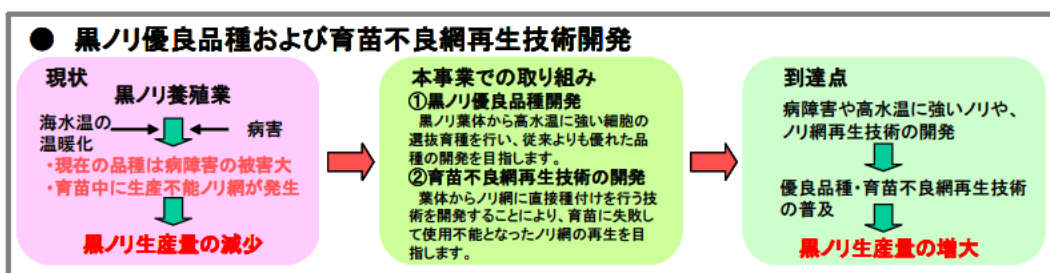 ● 黒ノリ優良品種および育苗不良網再生技術開発
現状
黒ノリ養殖業
海水温の
温暖化
病害
・現在の品種は病障害の被害大
・育苗中に生産不能ノリ網が発生
黒ノリ生産量の減少
本事業での取り組み
①黒ノリ優良品種開発
黒ノリ葉体から高水温に強い細胞の
選抜育種を行い、従来よりも優れた品
種の開発を目指します。
②育苗不良網再生技術の開発
葉体からノリ網に直接種付けを行う技
術を開発することにより、育苗に失敗し
て使用不能となったノリ網の再生を目
指します。
到達点
病障害や高水温に強いノリや、
ノリ網再生技術の開発
優良品種・育苗不良網再生技術
の普及
黒ノリ生産量の増大